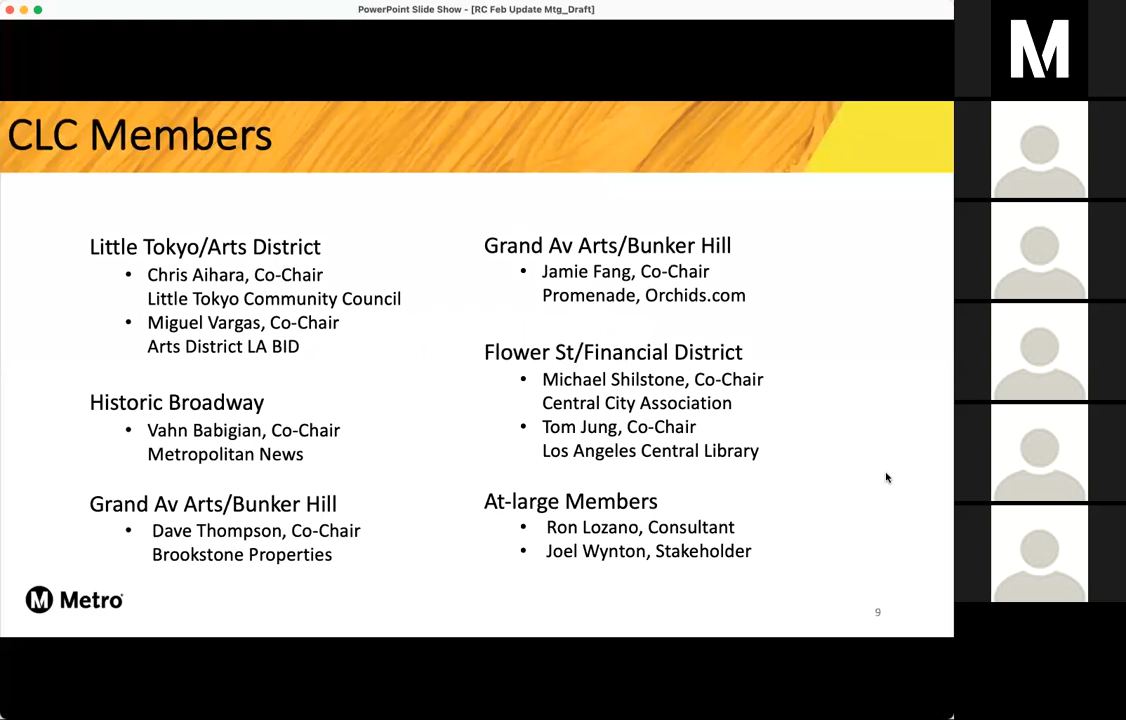 PowerPoint Slide Show - [RC Feb Update Mtg_Draft]
M
CLC Members
Little Tokyo/Arts District
• Chris Aihara, Co-Chair
Little Tokyo Community Council
• Miguel Vargas, Co-Chair
Arts District LA BID
Historic Broadway
• Vahn Babigian, Co-Chair
Metropolitan News
Grand Av Arts/Bunker Hill
• Dave Thompson, Co-Chair
Brookstone Properties
Grand Av Arts/Bunker Hill
• Jamie Fang, Co-Chair
Promenade, Orchids.com
Flower St/Financial District
• Michael Shilstone, Co-Chair
Central City Association
• Tom Jung, Co-Chair
Los Angeles Central Library
At-large Members
• Ron Lozano, Consultant
• Joel Wynton, Stakeholder
M Metro
9